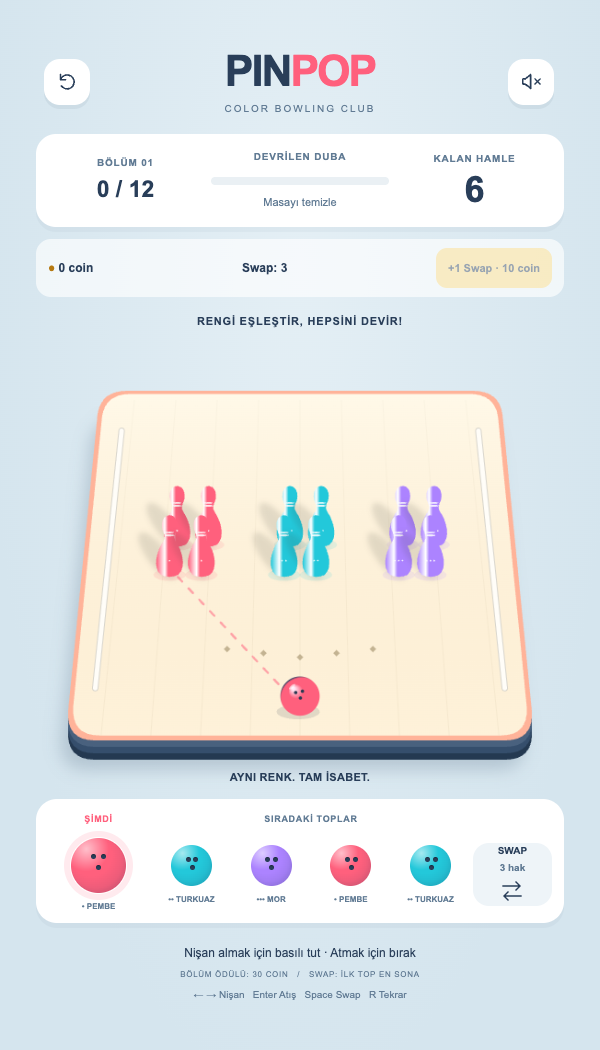 PINPOP
COLOR BOWLING CLUB
BÖLÜM 01
0 / 12
DEVRİLEN DUBA
Masayı temizle
KALAN HAMLE
6
0 coin
Swap: 3
+1 Swap · 10 coin
RENGİ EŞLEŞTİR, HEPSİNİ DEVİR!
AYNI RENK. TAM İSABET.
ŞİMDİ
• PEMBE
SIRADAKİ TOPLAR
•• TURKUAZ
••• MOR
• PEMBE
•• TURKUAZ
SWAP
3 hak
Nişan almak için basılı tut · Atmak için bırak
BÖLÜM ÖDÜLÜ: 30 COIN / SWAP: İLK TOP EN SONA
←→ Nişan Enter Atış Space Swap R Tekrar